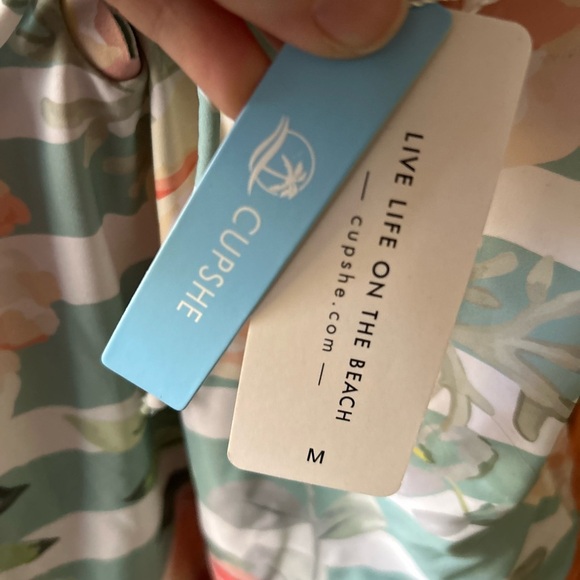 CUPSHE
LIVE LIFE ON THE BEACH
— cupshe.com —
M